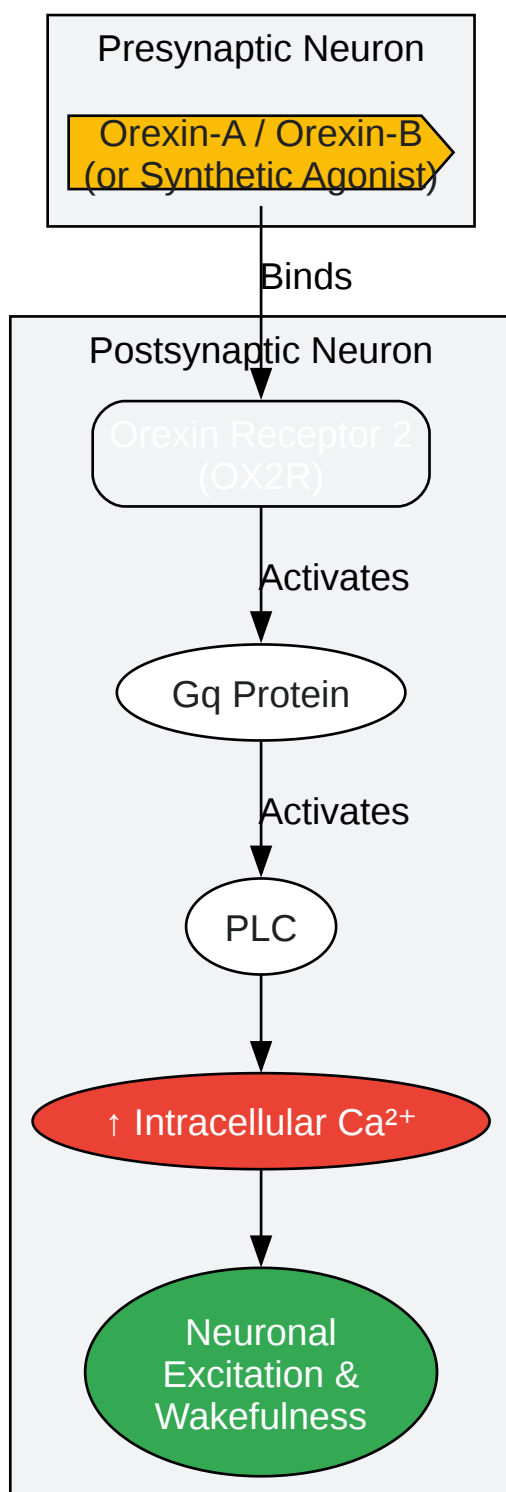 Presynaptic Neuron
Orexin-A / Orexin-B
(or Synthetic Agonist)
Binds
Postsynaptic Neuron
Orexin Receptor 2
(OX2R)
Activates
Gq Protein
Activates
PLC
↑ Intracellular Ca²⁺
Neuronal
Excitation &
Wakefulness